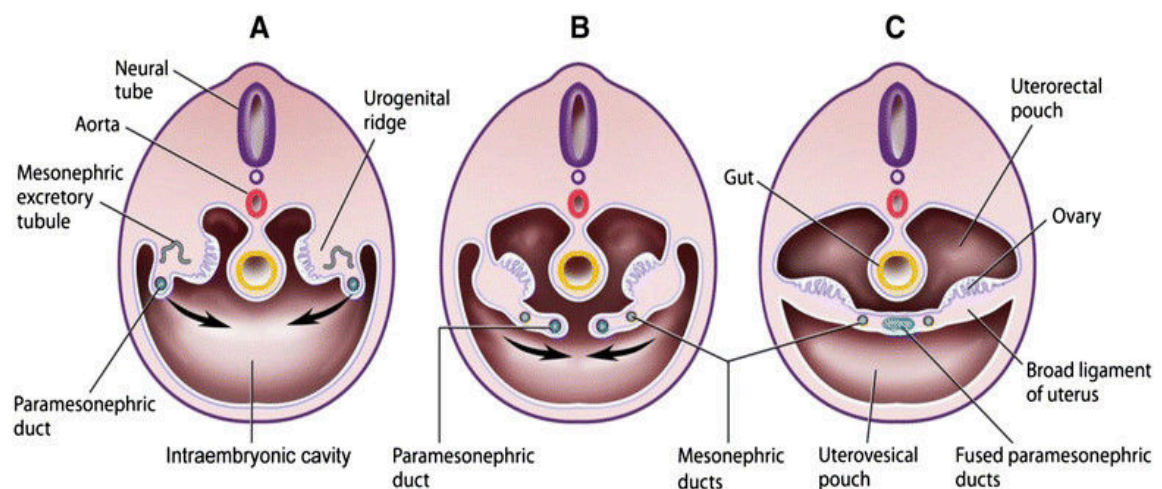 A
B
C
Neural
tube
Aorta
Mesonephric
excretory
tubule
Urogenital
ridge
Paramesonephric
duct
Intraembryonic cavity
Gut
Paramesonephric
duct
Mesonephric
ducts
Uterorectal
pouch
Ovary
Broad ligament
of uterus
Uterovesical
pouch
Fused paramesonephric
ducts